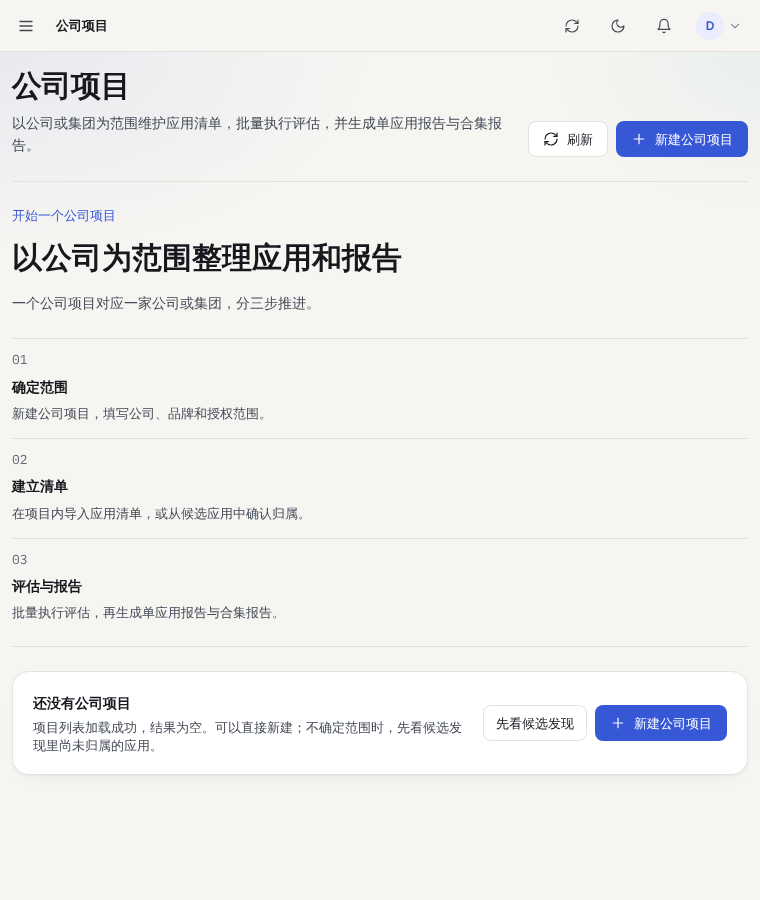 公司项目
D
公司项目
以公司或集团为范围维护应用清单，批量执行评估，并生成单应用报告与合集报
告。
刷新
新建公司项目
开始一个公司项目
以公司为范围整理应用和报告
一个公司项目对应一家公司或集团，分三步推进。
01
确定范围
新建公司项目，填写公司、品牌和授权范围。
02
建立清单
在项目内导入应用清单，或从候选应用中确认归属。
03
评估与报告
批量执行评估，再生成单应用报告与合集报告。
还没有公司项目
项目列表加载成功，结果为空。可以直接新建；不确定范围时，先看候选发
现里尚未归属的应用。
先看候选发现
新建公司项目